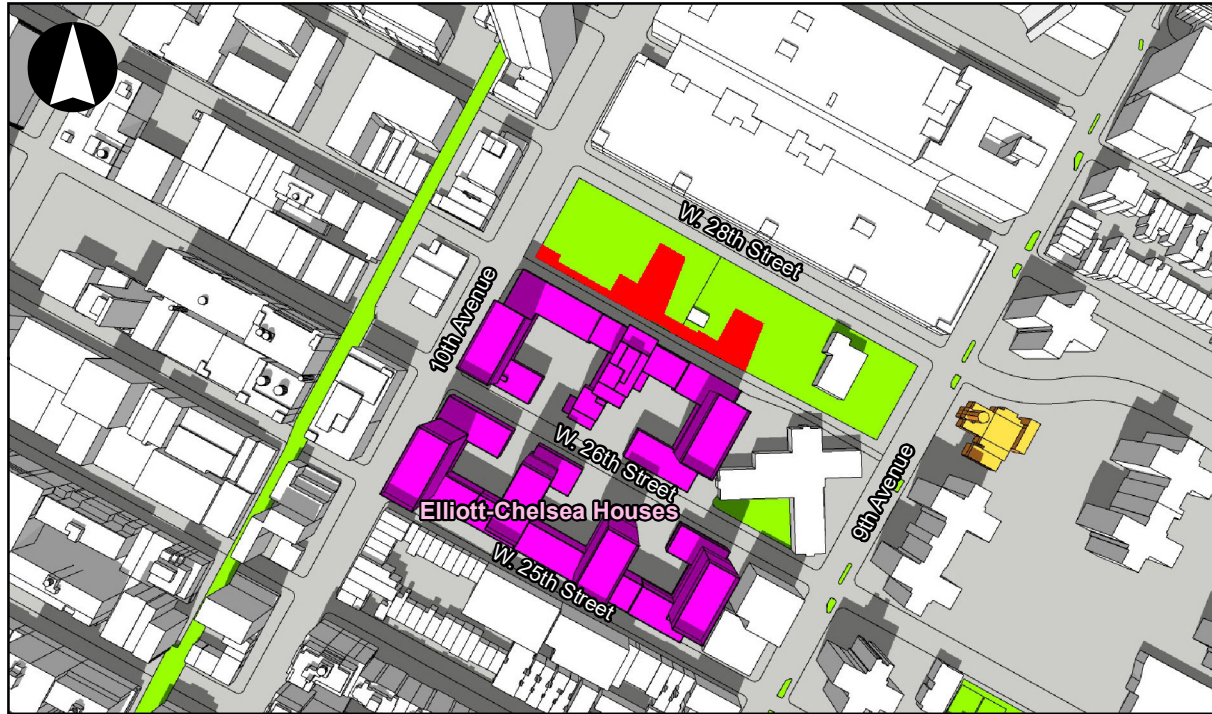 W. 28th Street
10th Avenue
W. 26th Street
9th Avenue
Elliott-Chelsea Houses
W. 25th Street